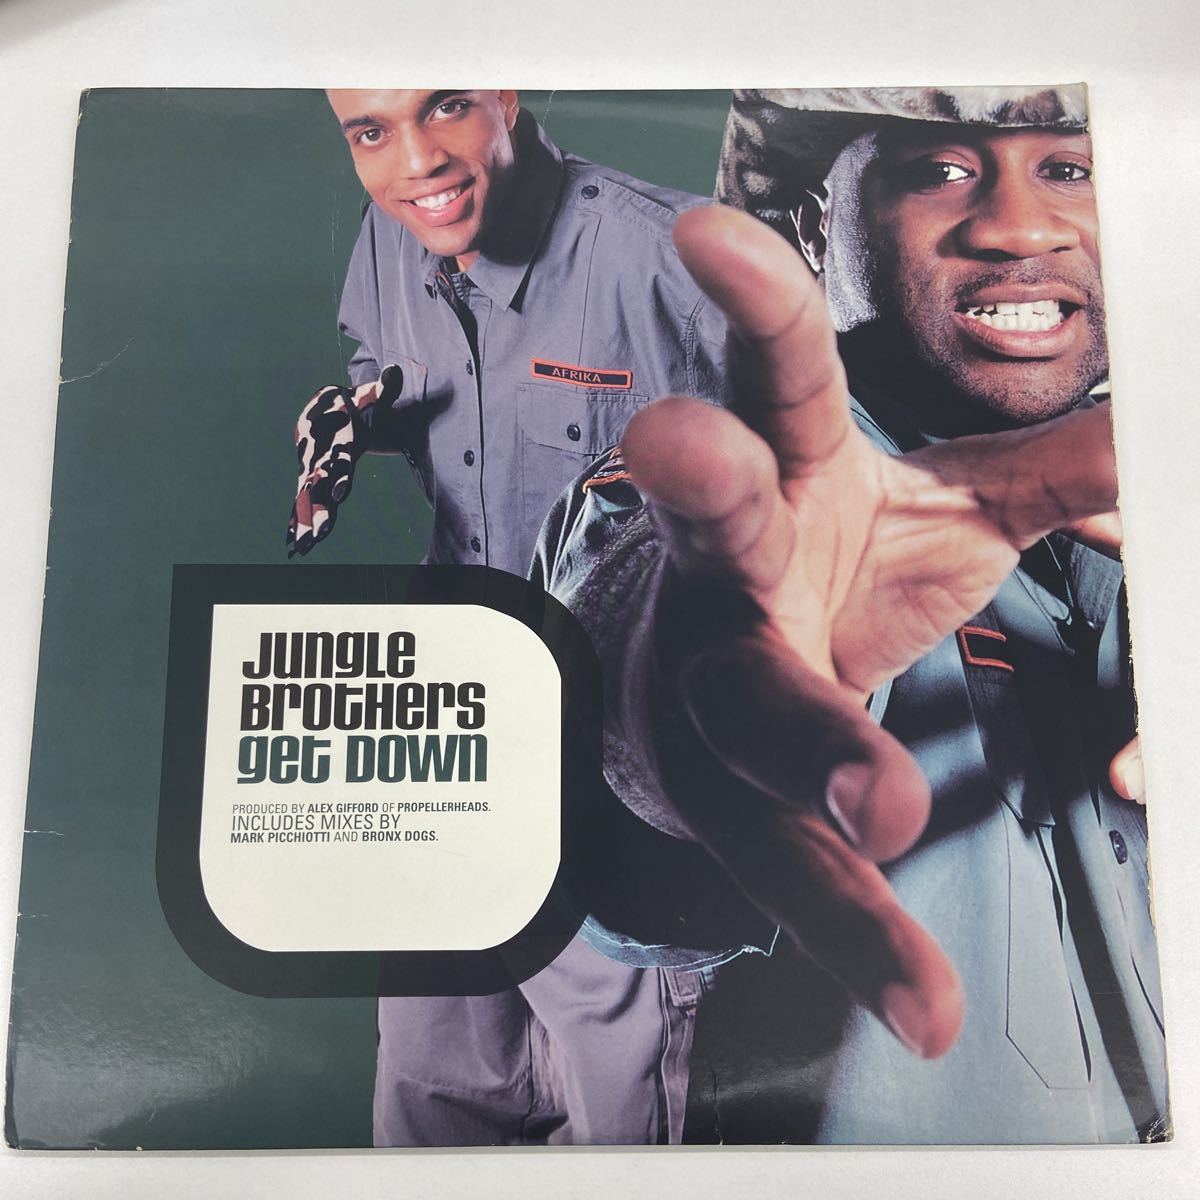 AFRIKA
JUNGLE
BROTHERS
GET DOWN
PRODUCED BY ALEX GIFFORD OF PROPELLERHEADS.
INCLUDES MIXES BY
MARK PICCHIOTTI AND BRONX DOGS.